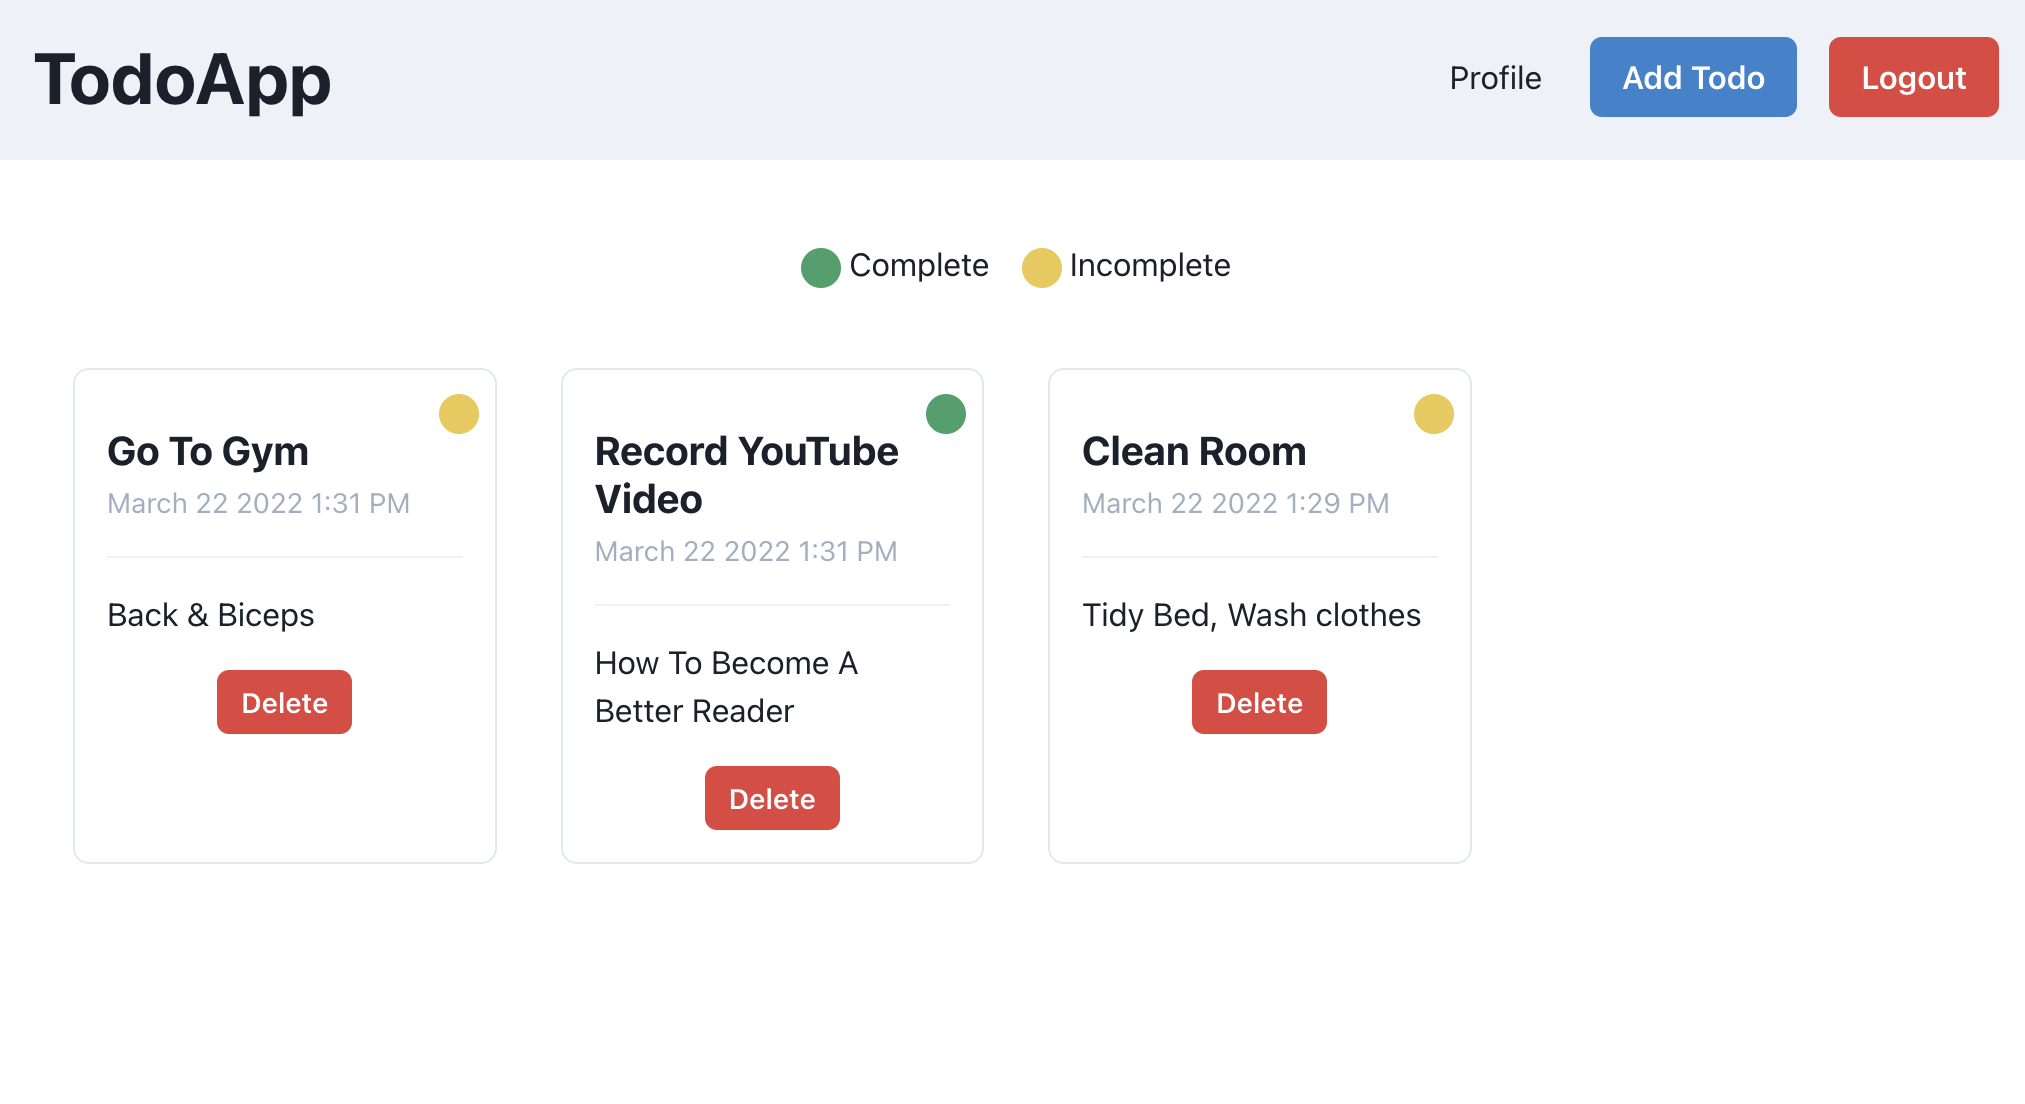 TodoApp
Profile
Add Todo
Logout
Complete
Incomplete
Go To Gym
March 22 2022 1:31 PM
Back & Biceps
Delete
Record YouTube
Video
March 22 2022 1:31 PM
How To Become A
Better Reader
Delete
Clean Room
March 22 2022 1:29 PM
Tidy Bed, Wash clothes
Delete